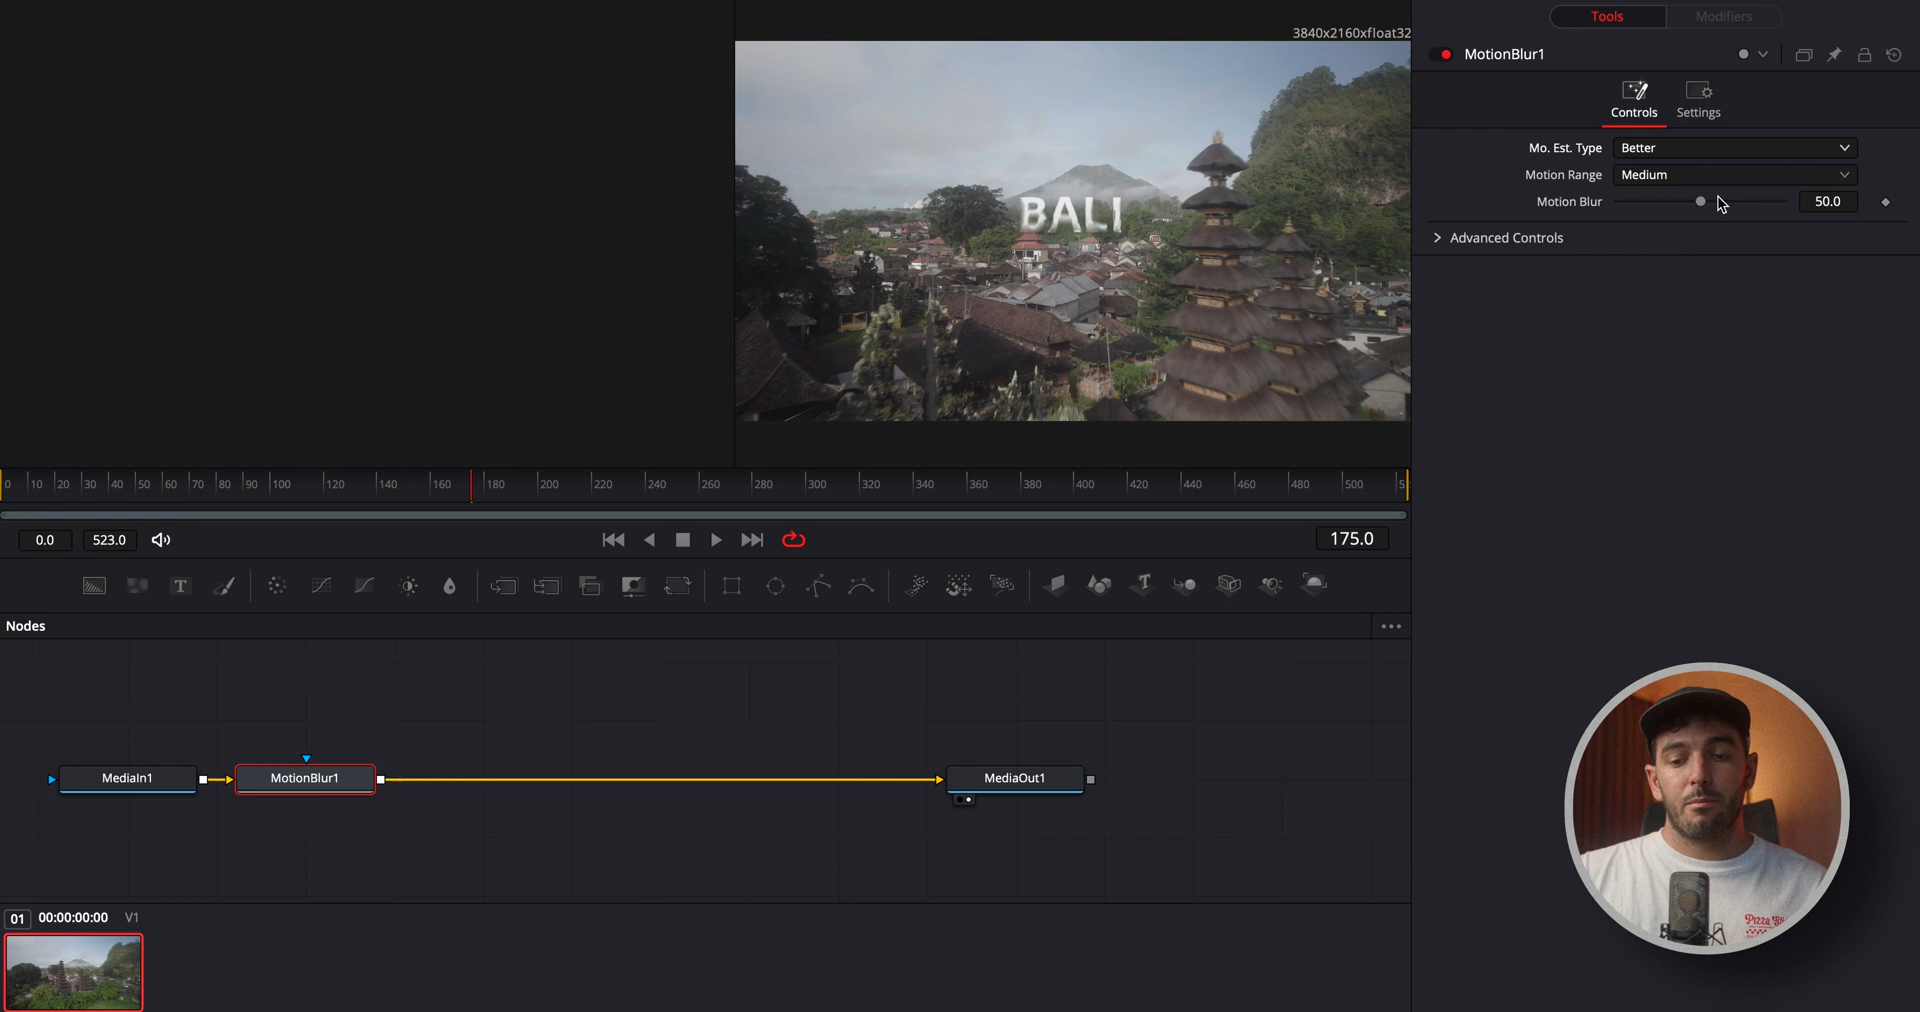 Tools
Modifiers
3840x2160xfloat32
MotionBlur1
Controls
Settings
Mo. Est. Type
Better
Motion Range
Medium
Motion Blur
50.0
Advanced Controls
BALI
0 10 20 30 40 50 60 70 80 90 100 120 140 160 180 200 220 240 260 280 300 320 340 360 380 400 420 440 460 480 500
0.0
523.0
175.0
T
T
Nodes
MediaIn1
MotionBlur1
MediaOut1
01
00:00:00:00
V1